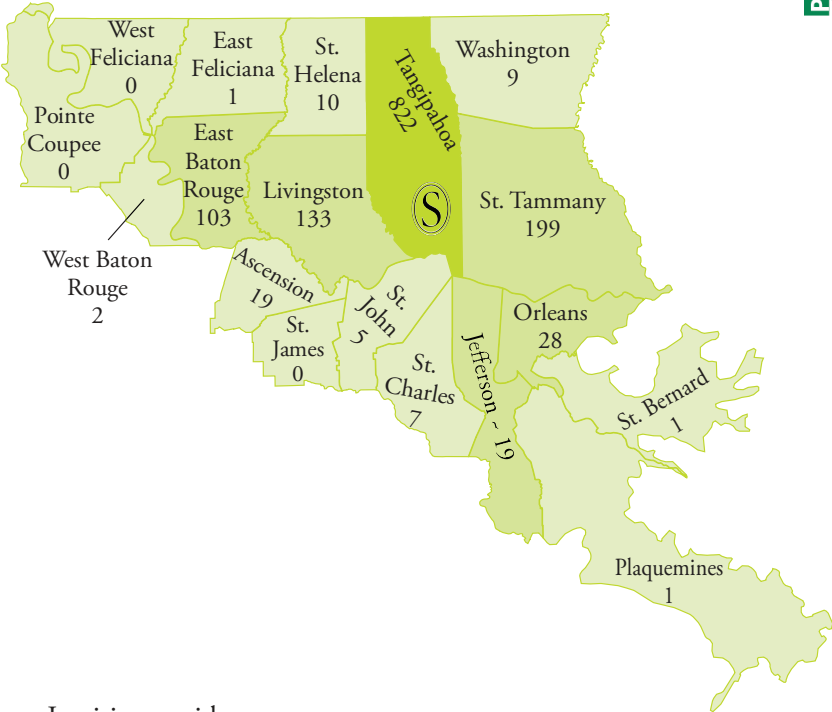 West
Feliciana
0
East
Feliciana
1
St.
Helena
10
Tangipahoa
822
Washington
9
Pointe
Coupee
0
East
Baton
Rouge
103
Livingston
133
S
St. Tammany
199
West Baton
Rouge
2
Ascension
19
St.
James
0
St.
John
5
St.
Charles
7
Jefferson ~ 19
Orleans
28
St. Bernard
1
Plaquemines
1